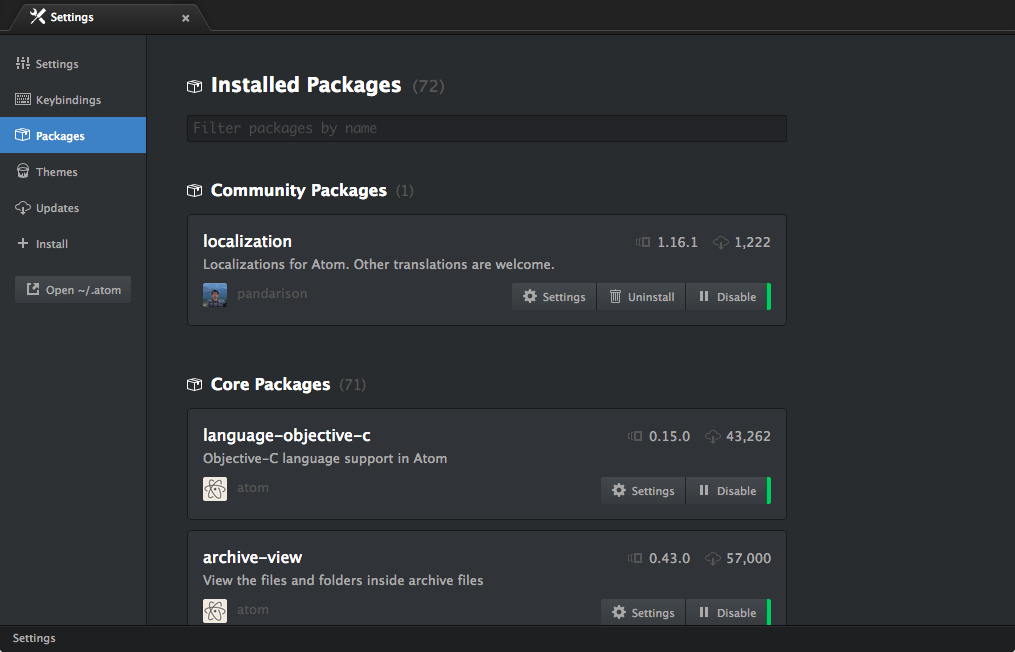 Settings
Settings
Keybindings
Packages
Themes
Updates
Install
Open ~/.atom
Installed Packages (72)
Filter packages by name
Community Packages (1)
localization 1.16.1 1,222
Localizations for Atom. Other translations are welcome.
pandarison Settings Uninstall Disable
Core Packages (71)
language-objective-c 0.15.0 43,262
Objective-C language support in Atom
atom Settings Disable
archive-view 0.43.0 57,000
View the files and folders inside archive files
atom Settings Disable
Settings